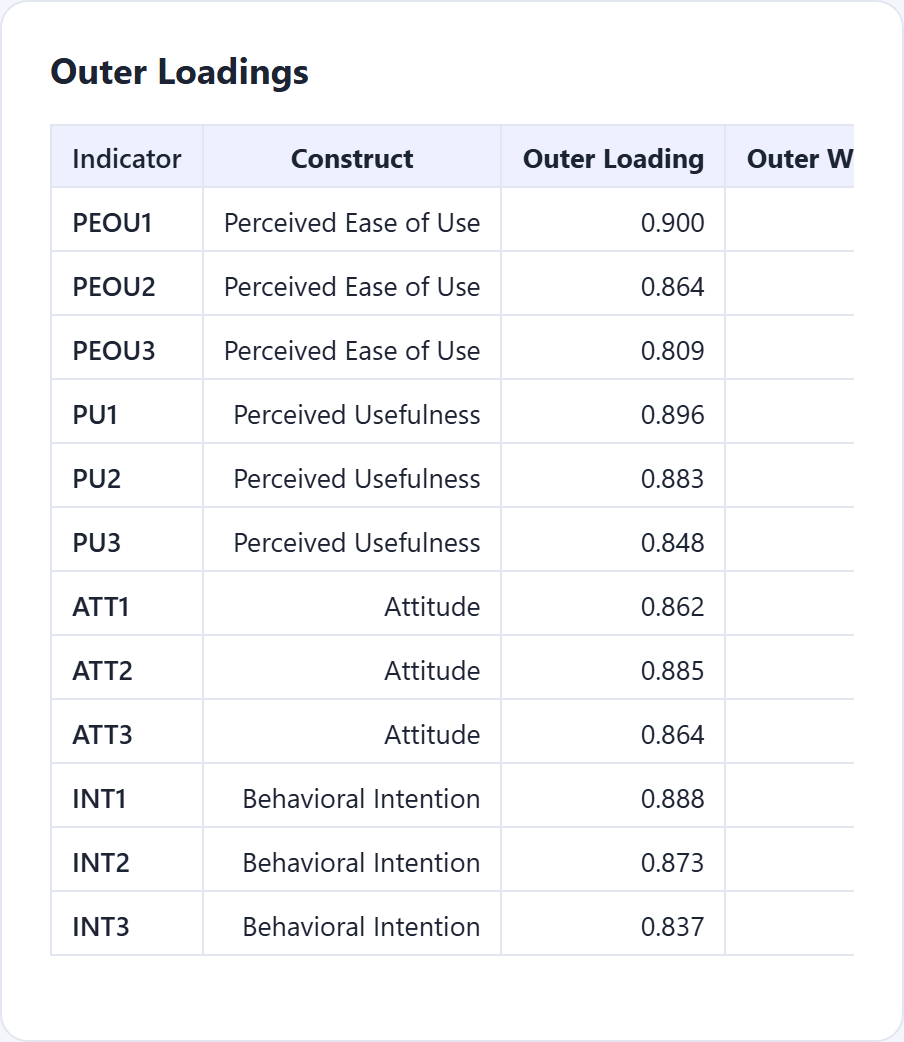 Outer Loadings
Indicator Construct Outer Loading Outer W
PEOU1 Perceived Ease of Use 0.900
PEOU2 Perceived Ease of Use 0.864
PEOU3 Perceived Ease of Use 0.809
PU1 Perceived Usefulness 0.896
PU2 Perceived Usefulness 0.883
PU3 Perceived Usefulness 0.848
ATT1 Attitude 0.862
ATT2 Attitude 0.885
ATT3 Attitude 0.864
INT1 Behavioral Intention 0.888
INT2 Behavioral Intention 0.873
INT3 Behavioral Intention 0.837